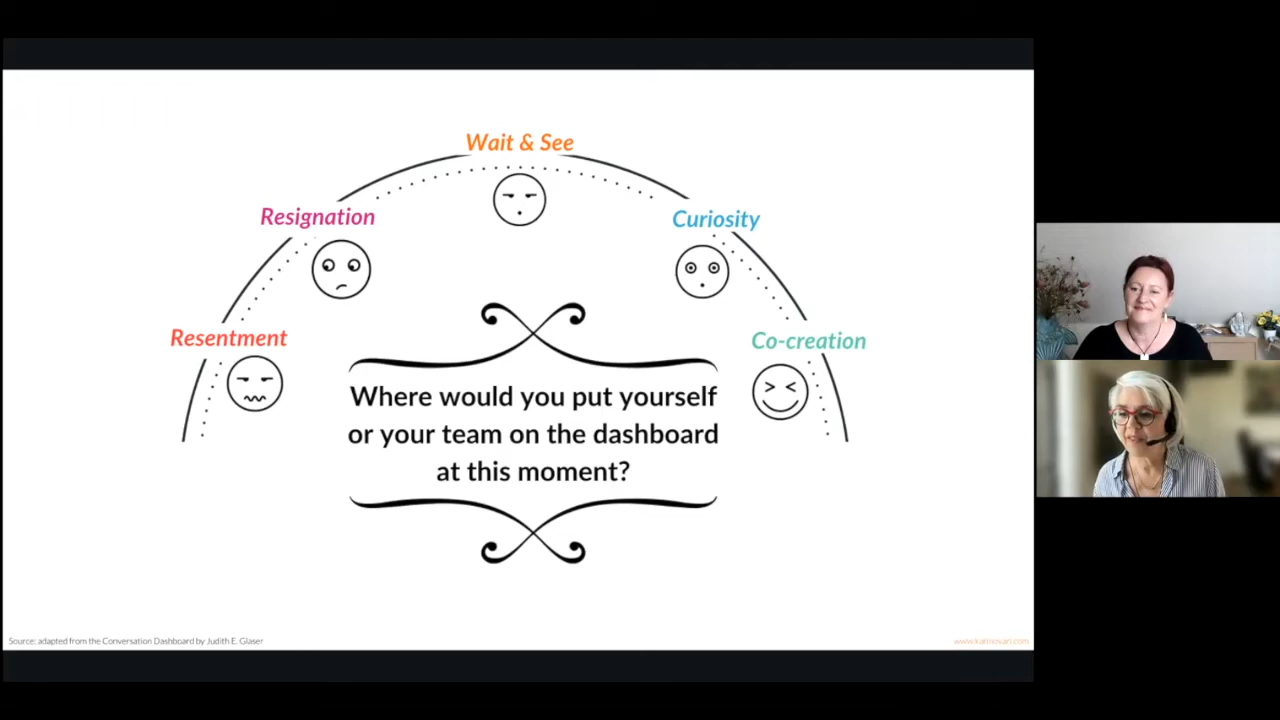 Wait & See
Resignation
Curiosity
Resentment
Co-creation
Where would you put yourself
or your team on the dashboard
at this moment?
Source: adapted from the Conversation Dashboard by Judith E. Glaser